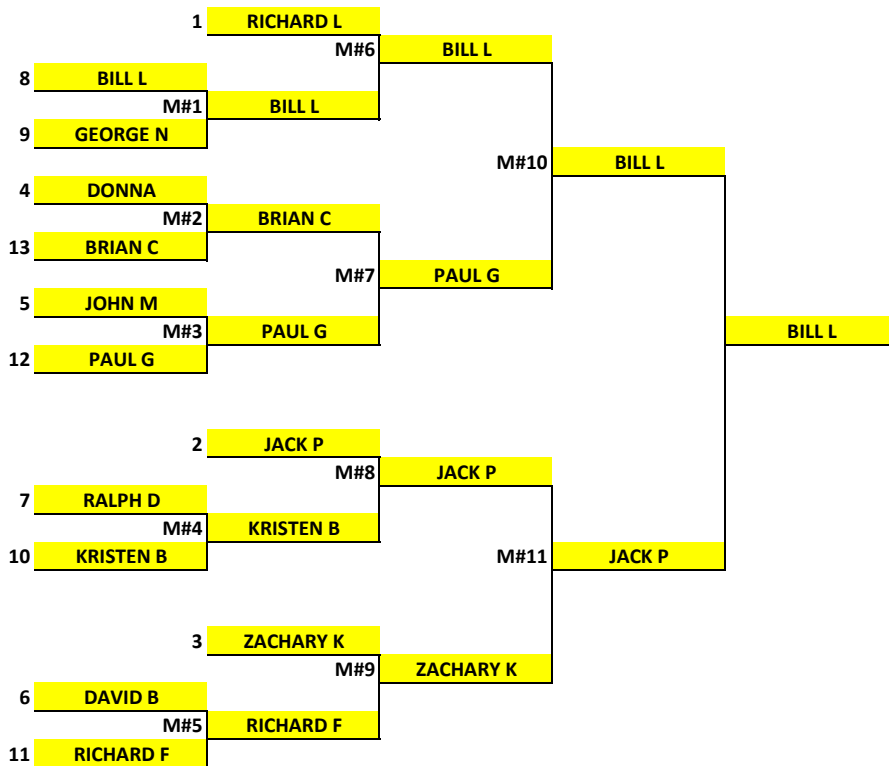 1 RICHARD L
M#6 BILL L
8 BILL L
M#1 BILL L
9 GEORGE N
M#10 BILL L
4 DONNA
M#2 BRIAN C
13 BRIAN C
M#7 PAUL G
5 JOHN M
M#3 PAUL G
BILL L
12 PAUL G
2 JACK P
M#8 JACK P
7 RALPH D
M#4 KRISTEN B
10 KRISTEN B
M#11 JACK P
3 ZACHARY K
M#9 ZACHARY K
6 DAVID B
M#5 RICHARD F
11 RICHARD F